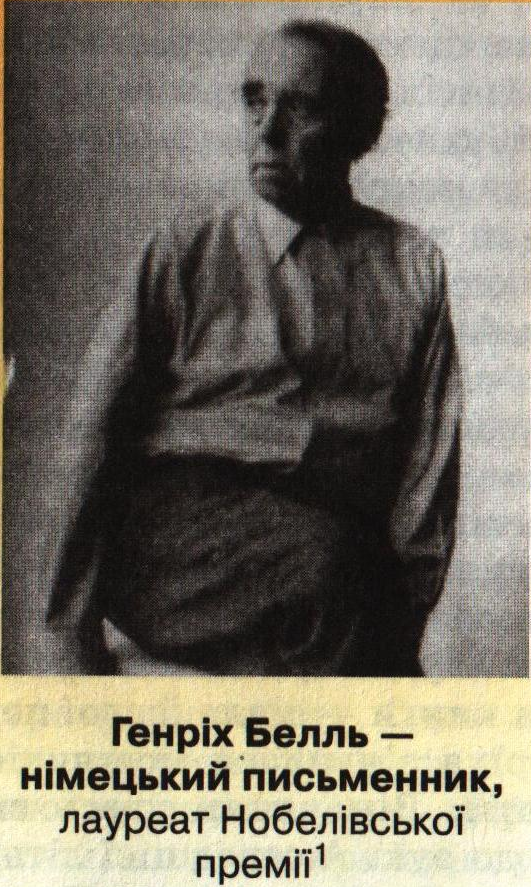 Генріх Белль —
німецький письменник,
лауреат Нобелівської
премії¹